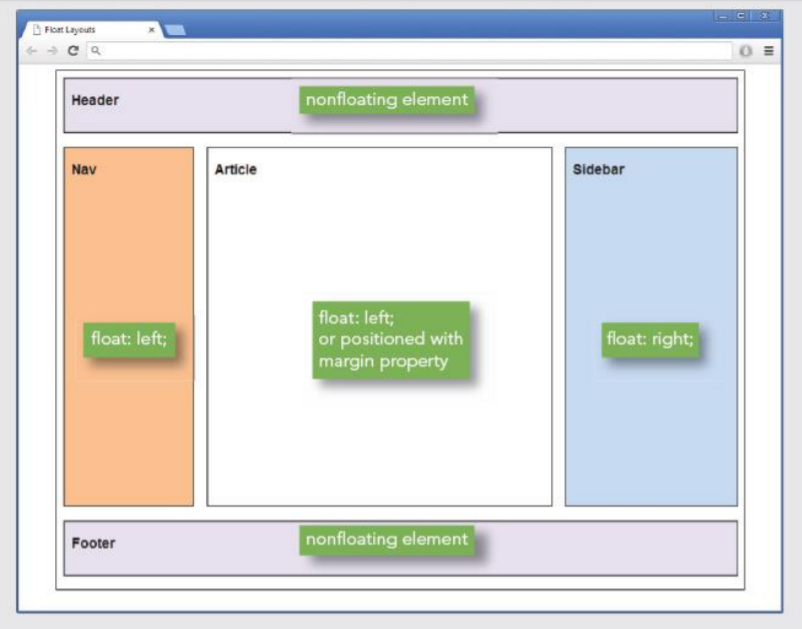 Float Layouts
Header
nonfloating element
Nav
Article
Sidebar
float: left;
float: left;
or positioned with
margin property
float: right;
Footer
nonfloating element